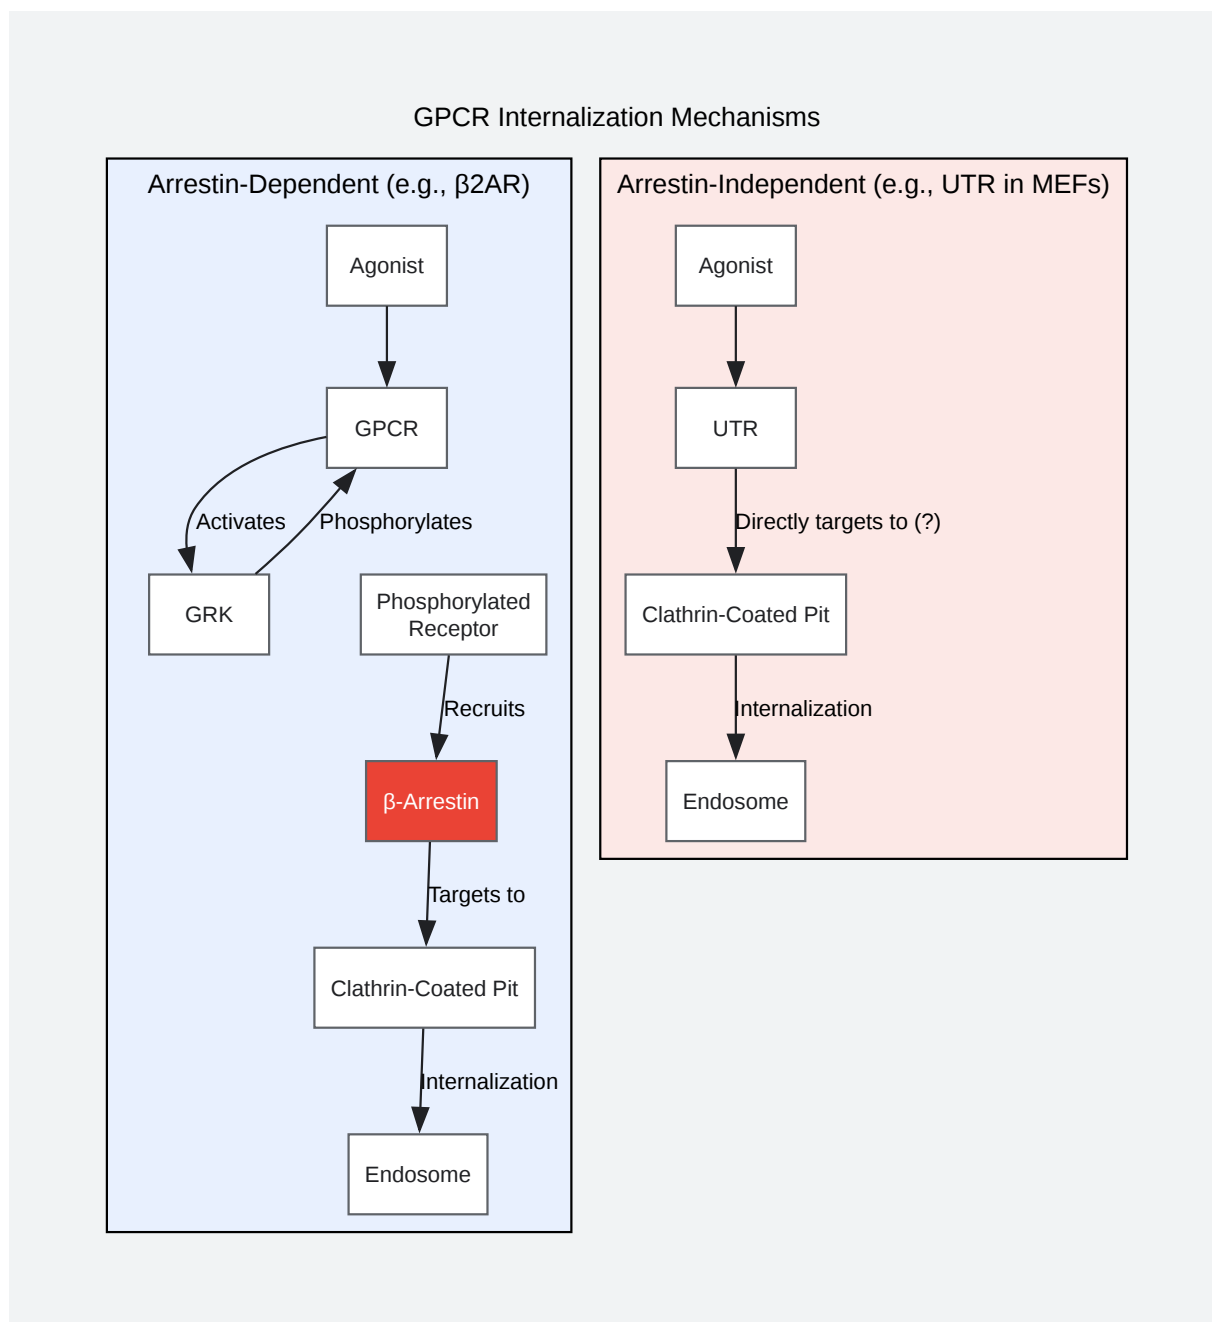 GPCR Internalization Mechanisms
Arrestin-Dependent (e.g., β2AR)
Agonist
GPCR
Activates
Phosphorylates
GRK
Phosphorylated
Receptor
Recruits
β-Arrestin
Targets to
Clathrin-Coated Pit
Internalization
Endosome
Arrestin-Independent (e.g., UTR in MEFs)
Agonist
UTR
Directly targets to (?)
Clathrin-Coated Pit
Internalization
Endosome